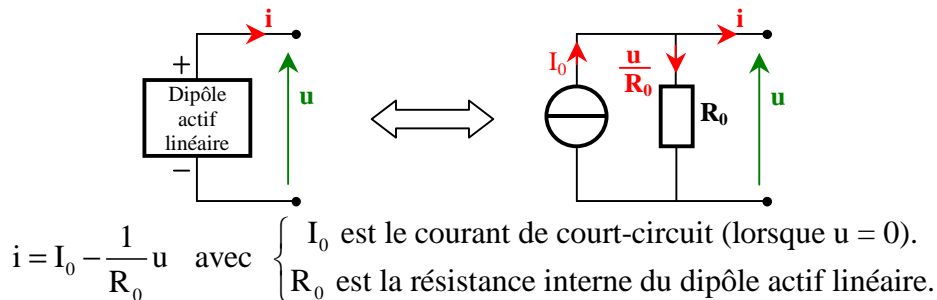 i
+
Dipôle
actif
linéaire
−
u
i
I₀
u/R₀
R₀
u
i = I₀ − 1/R₀ u avec { I₀ est le courant de court-circuit (lorsque u = 0).
R₀ est la résistance interne du dipôle actif linéaire.